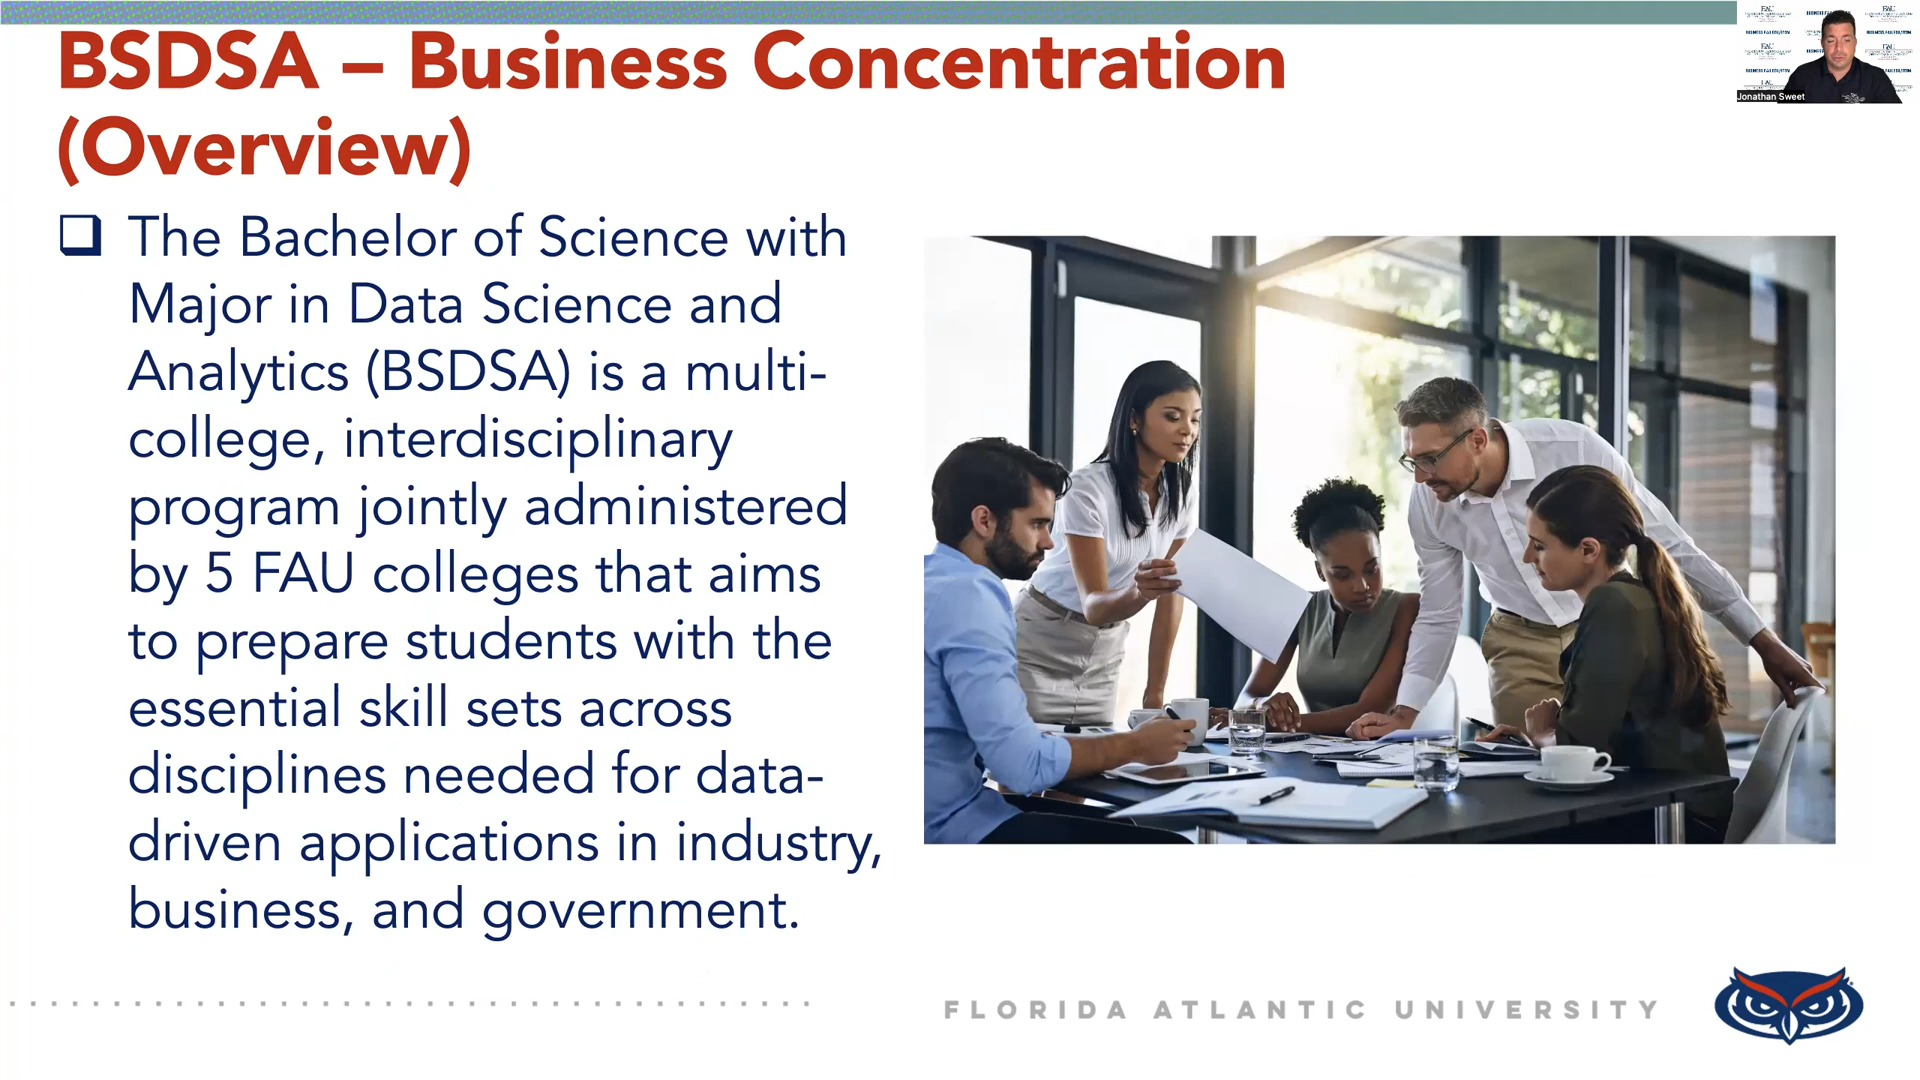 BSDSA – Business Concentration
(Overview)
The Bachelor of Science with
Major in Data Science and
Analytics (BSDSA) is a multi-
college, interdisciplinary
program jointly administered
by 5 FAU colleges that aims
to prepare students with the
essential skill sets across
disciplines needed for data-
driven applications in industry,
business, and government.
FLORIDA ATLANTIC UNIVERSITY
Jonathan Sweet